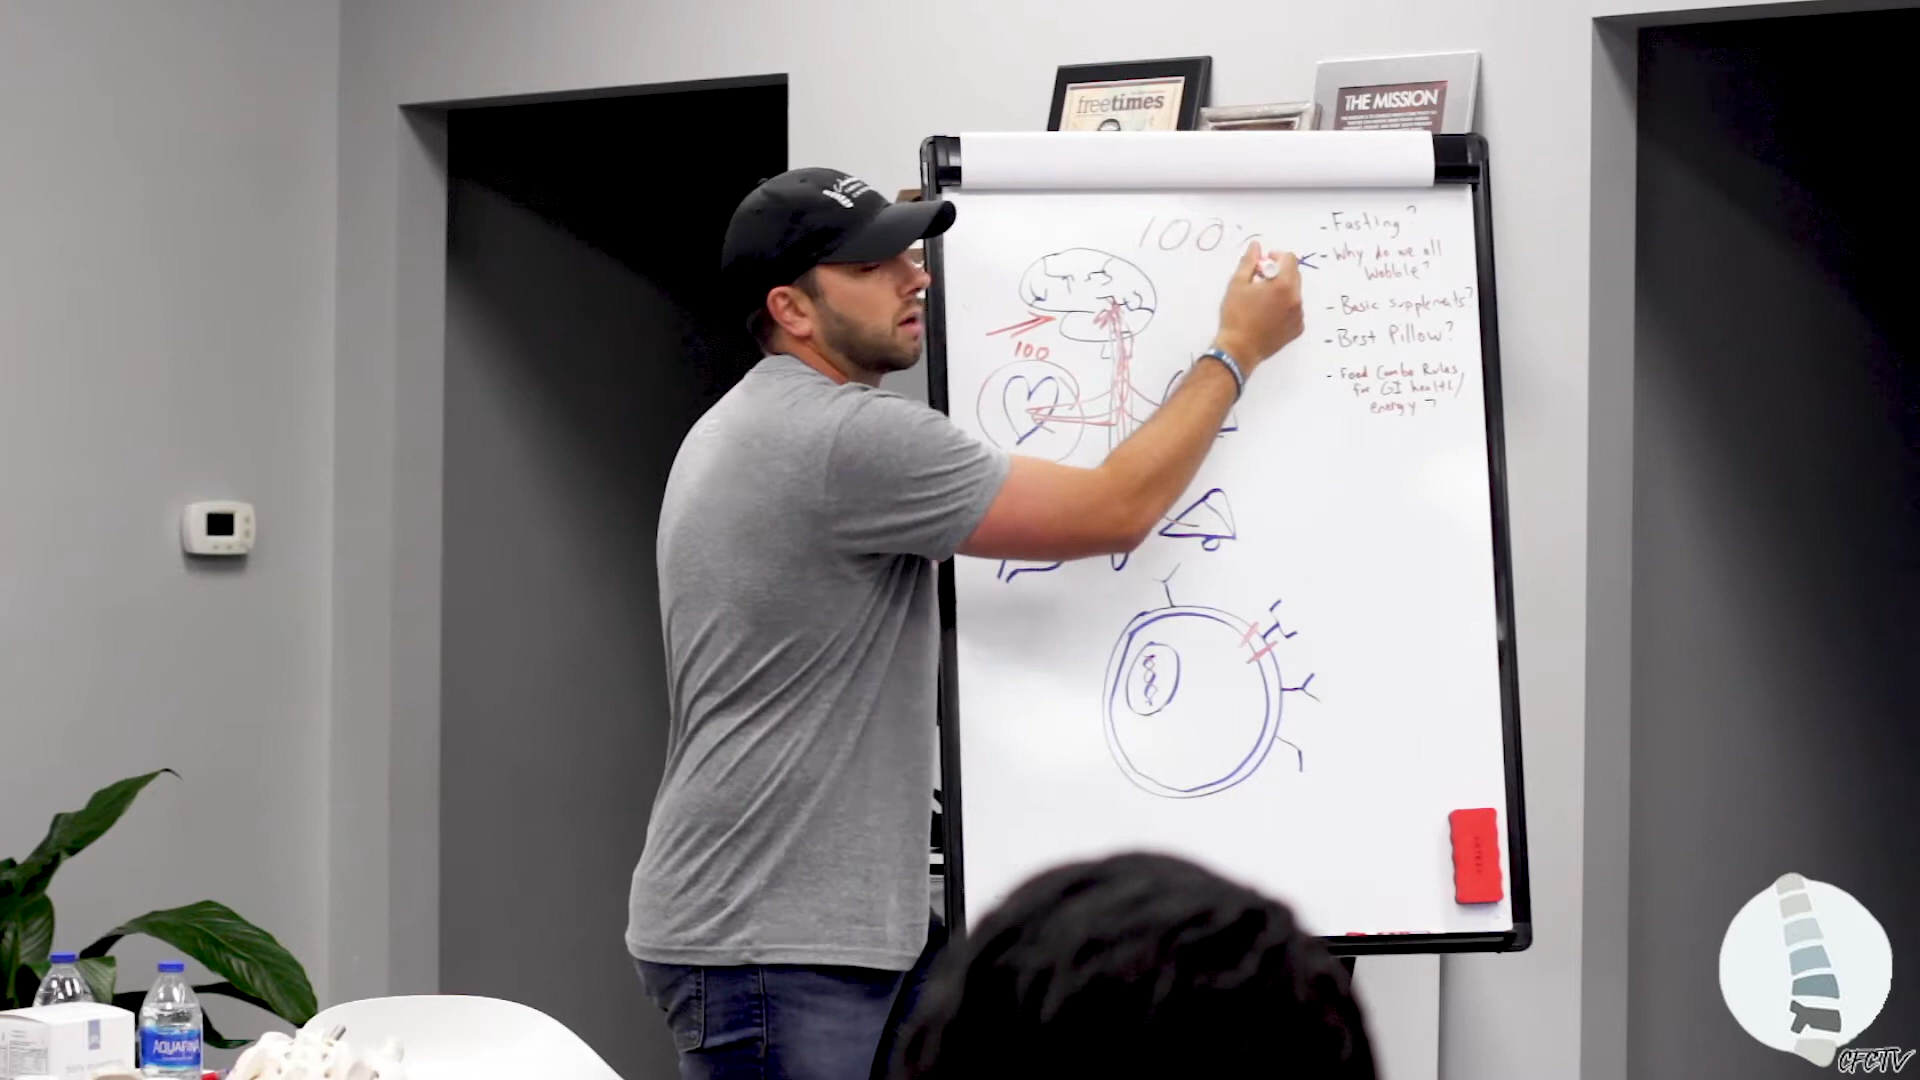 freetimes
THE MISSION
100%
- Fasting?
- Why do we all
Wobble?
- Basic supplements?
- Best Pillow?
- Food Combo Rules
for GI health/
energy?
100
AQUAFINA
CFCTV